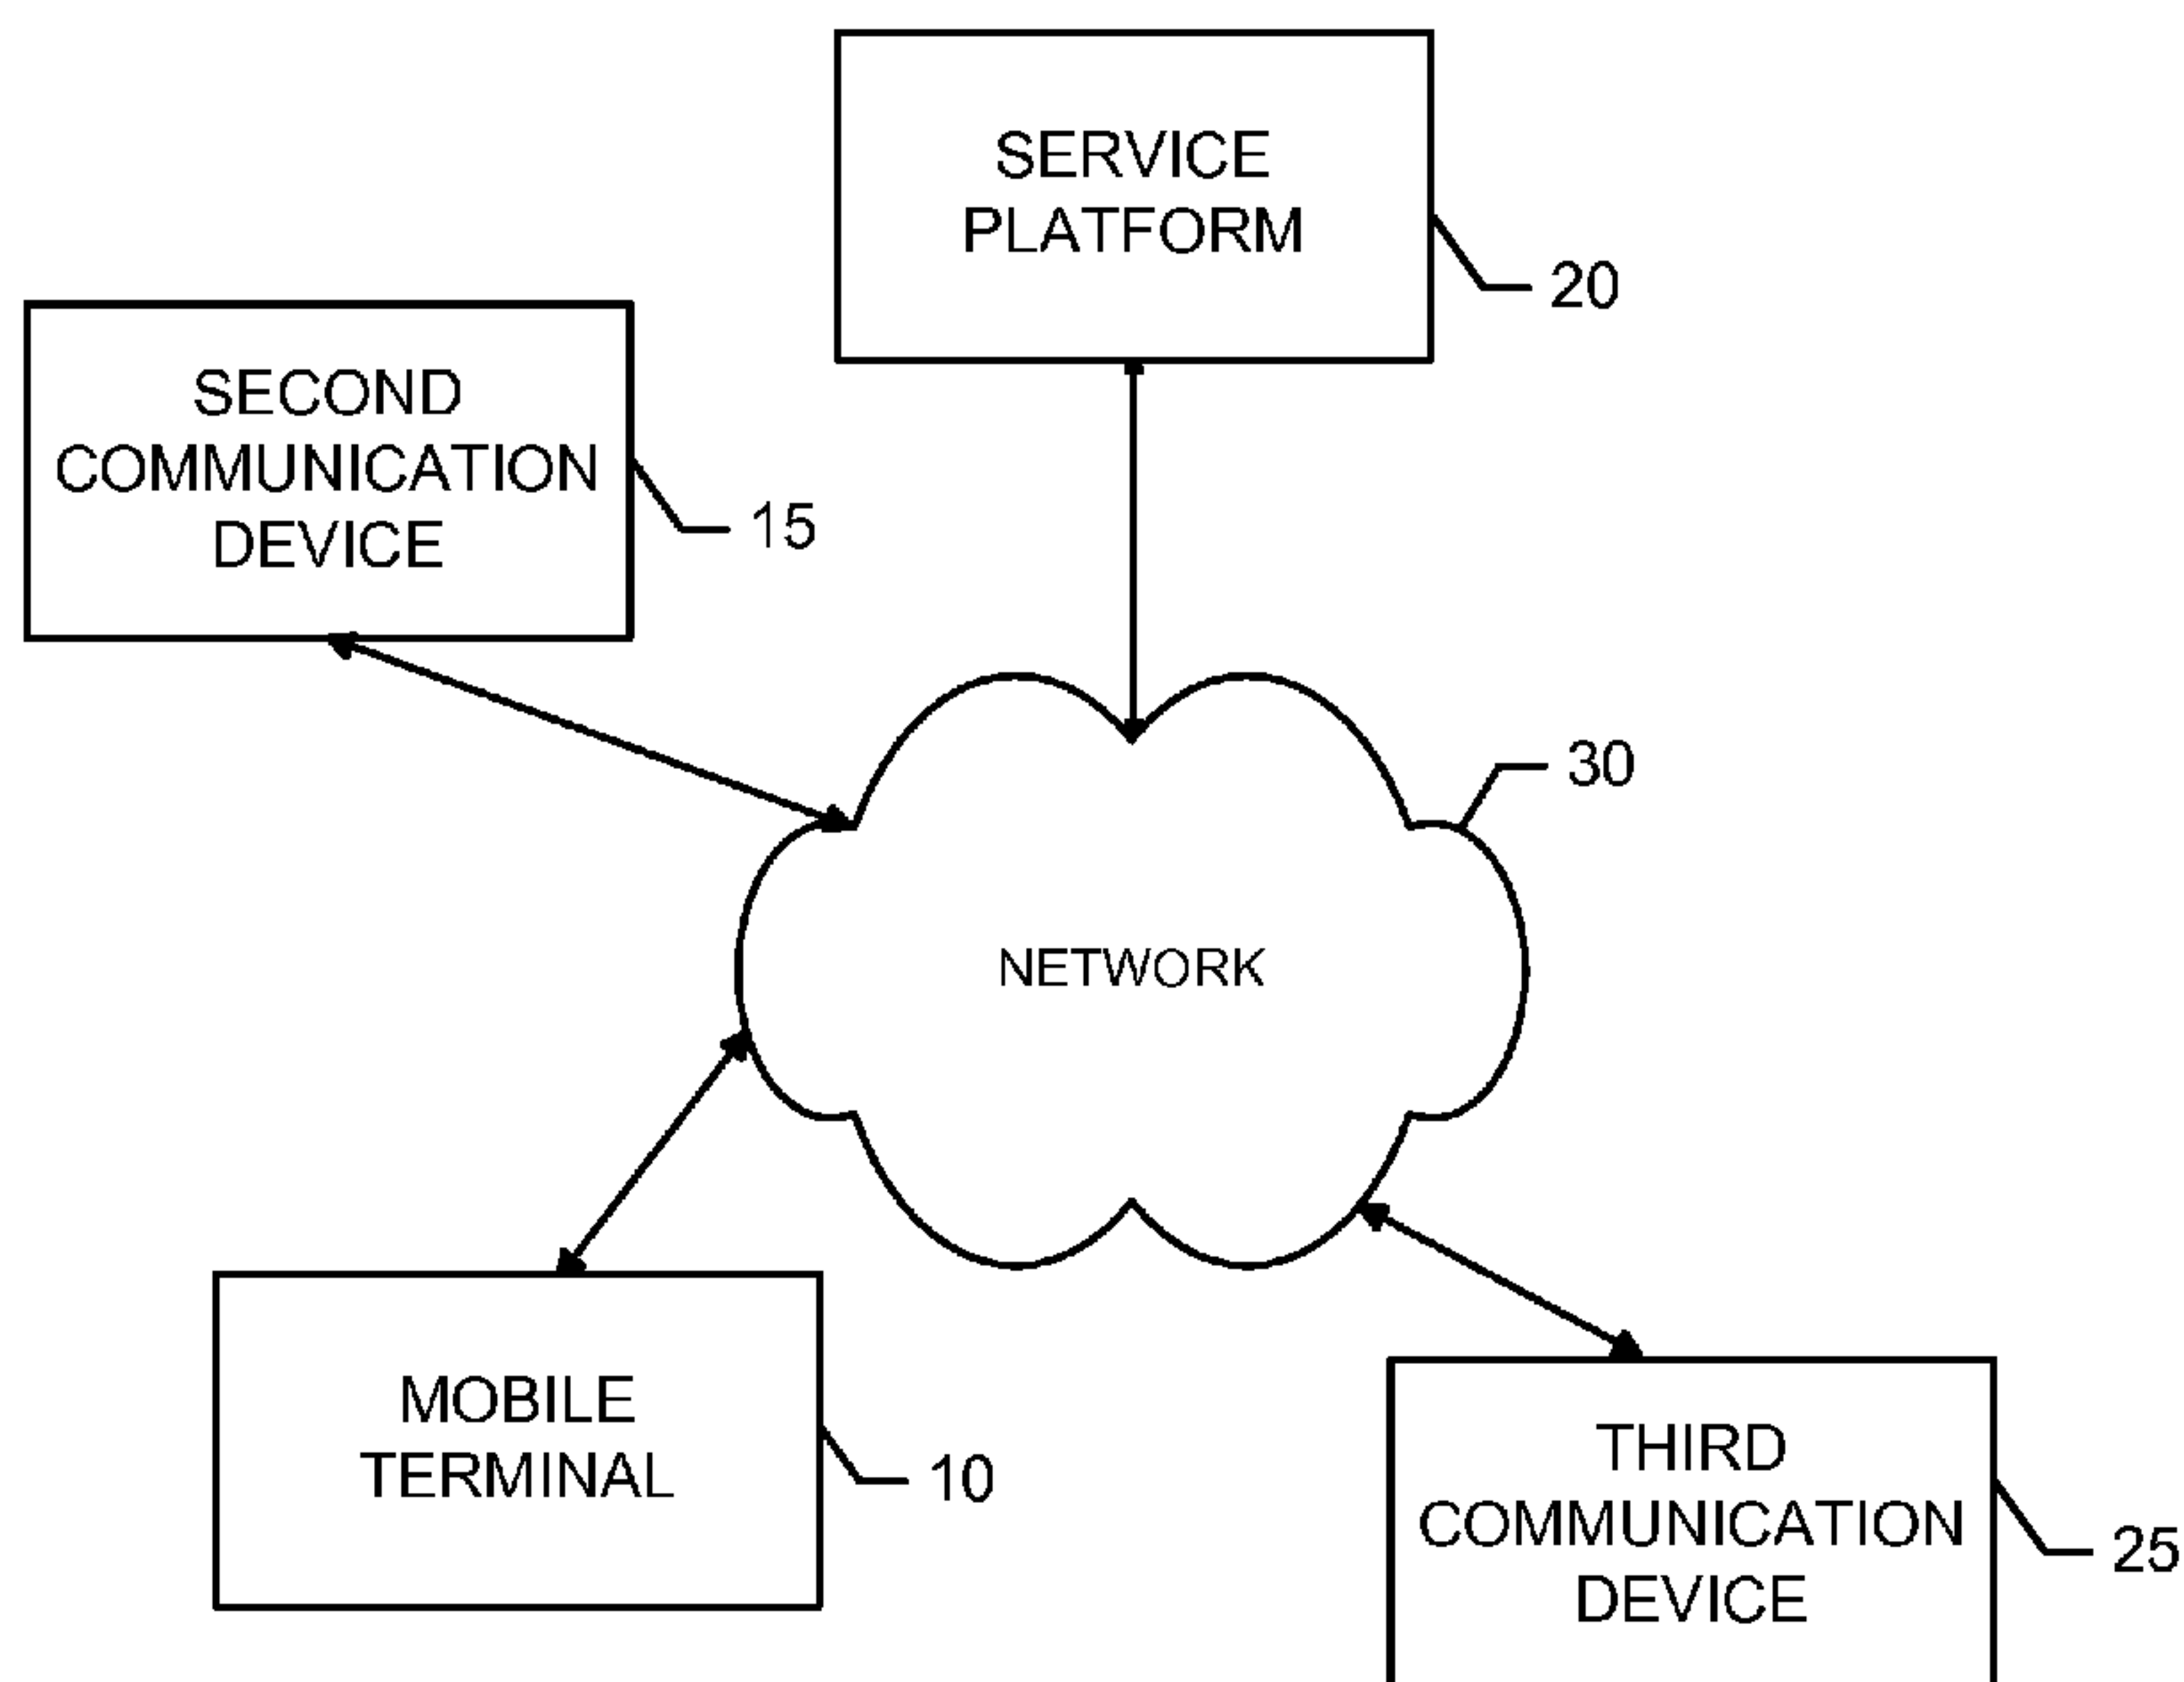 SERVICE
PLATFORM
20
SECOND
COMMUNICATION
DEVICE
15
30
NETWORK
MOBILE
TERMINAL
10
THIRD
COMMUNICATION
DEVICE
25